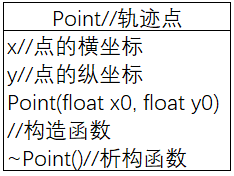 Point//轨迹点
x//点的横坐标
y//点的纵坐标
Point(float x0, float y0)
//构造函数
~Point()//析构函数